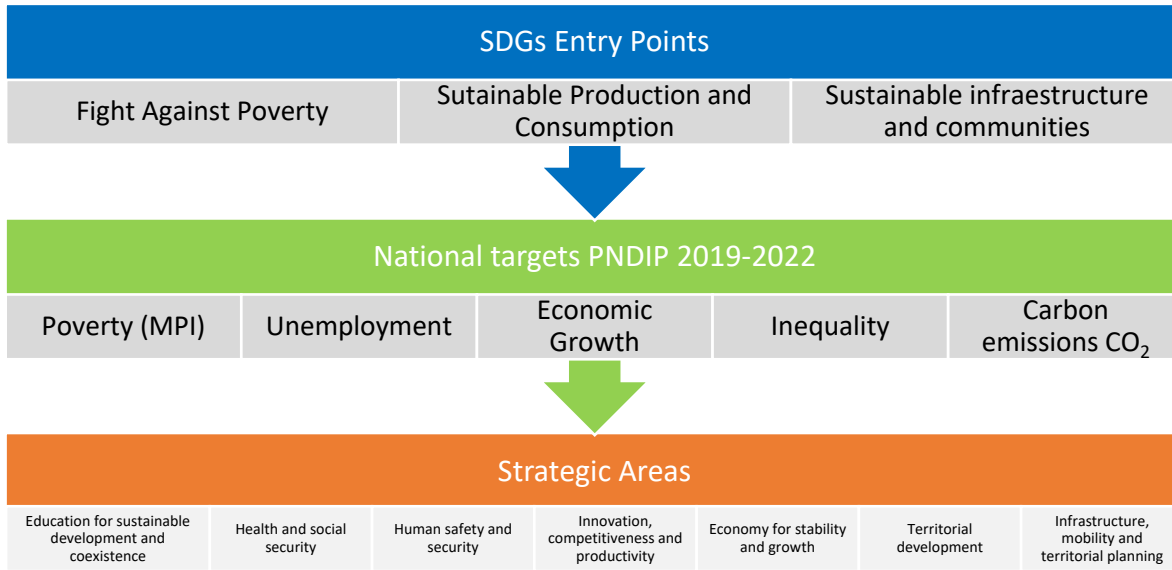 SDGs Entry Points
Fight Against Poverty
Sutainable Production and
Consumption
Sustainable infraestructure
and communities
National targets PNDIP 2019-2022
Poverty (MPI)
Unemployment
Economic
Growth
Inequality
Carbon
emissions CO₂
Strategic Areas
Education for sustainable
development and
coexistence
Health and social
security
Human safety and
security
Innovation,
competitiveness and
productivity
Economy for stability
and growth
Territorial
development
Infrastructure,
mobility and
territorial planning